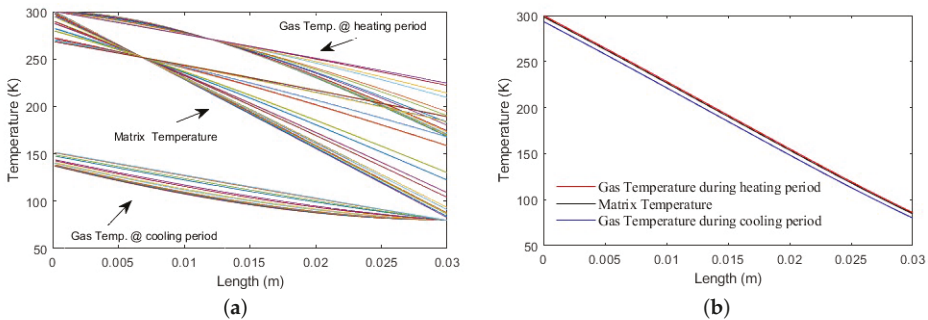 300
250
200
150
100
50
Temperature (K)
Gas Temp. @ heating period
Matrix Temperature
Gas Temp. @ cooling period
0
0.005
0.01
0.015
0.02
0.025
0.03
Length (m)
(a)
300
250
200
150
100
50
Temperature (K)
Gas Temperature during heating period
Matrix Temperature
Gas Temperature during cooling period
0
0.005
0.01
0.015
0.02
0.025
0.03
Length (m)
(b)